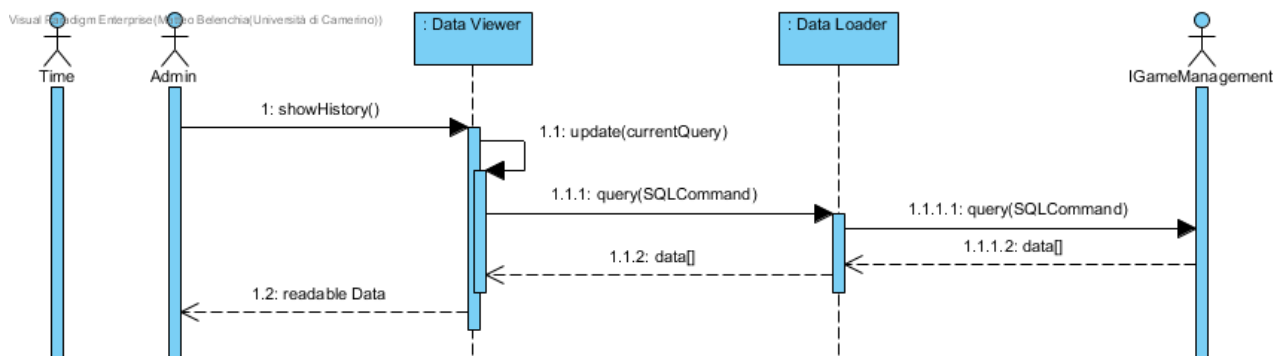 Visual Paradigm Enterprise(Matteo Belenchia(Università di Camerino))
: Data Viewer
: Data Loader
Time
Admin
IGameManagement
1: showHistory()
1.1: update(currentQuery)
1.1.1: query(SQLCommand)
1.1.1.1: query(SQLCommand)
1.1.1.2: data[]
1.1.2: data[]
1.2: readable Data